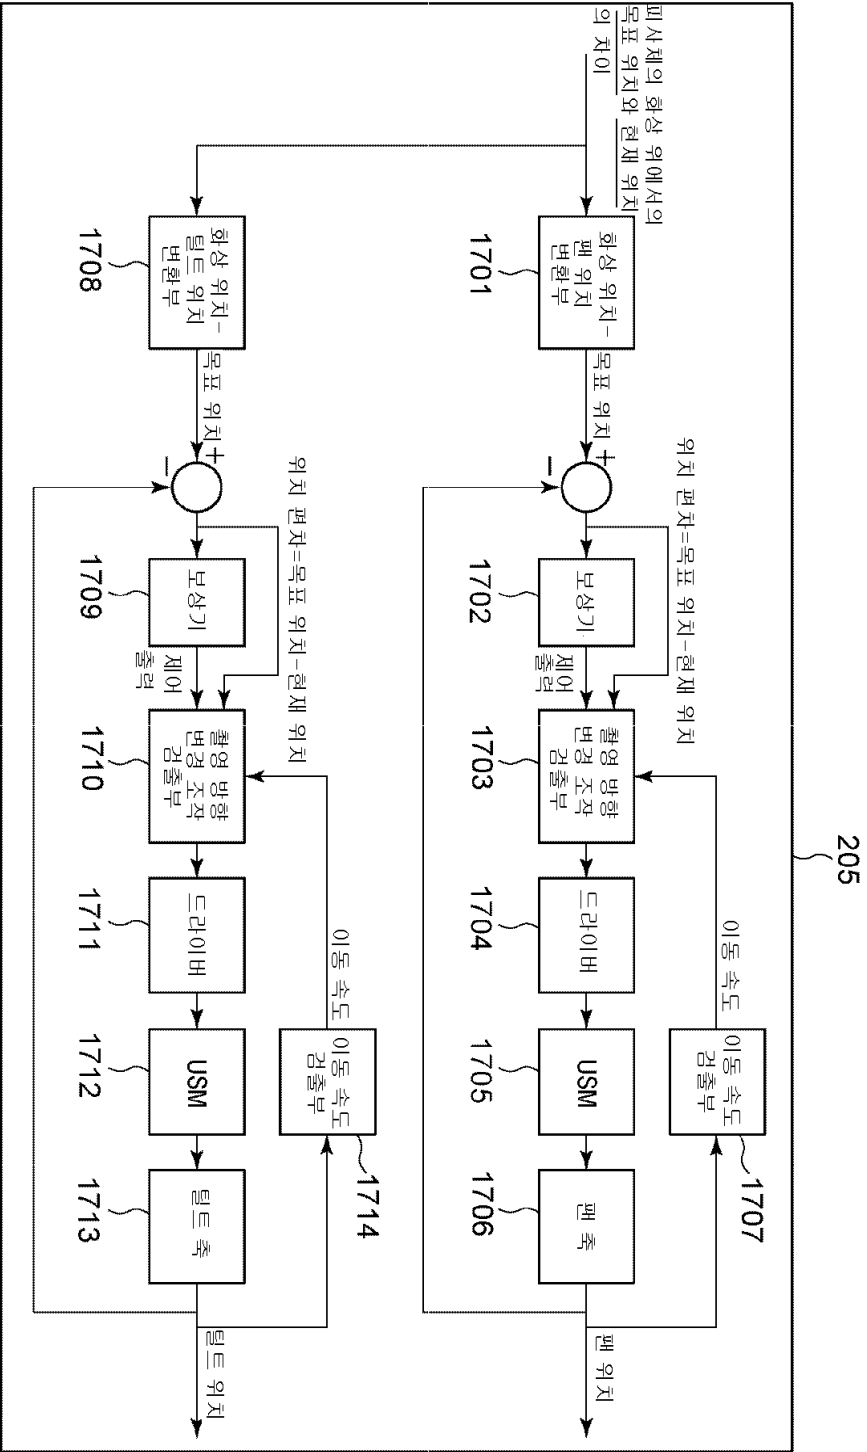 205
피사체의 화상 위에서의
목표 위치와 현재 위치
의 차이
화상 위치-
팬 위치
변환부
1701
목표 위치
+
-
위치 편차=목표 위치-현재 위치
보상기
1702
제어
출력
촬영 방향
변경 조작
검출부
1703
드라이버
1704
USM
1705
팬 축
1706
이동 속도
이동 속도
검출부
1707
팬 위치
화상 위치-
틸트 위치
변환부
1708
목표 위치
+
-
위치 편차=목표 위치-현재 위치
보상기
1709
제어
출력
촬영 방향
변경 조작
검출부
1710
드라이버
1711
USM
1712
틸트 축
1713
이동 속도
이동 속도
검출부
1714
틸트 위치